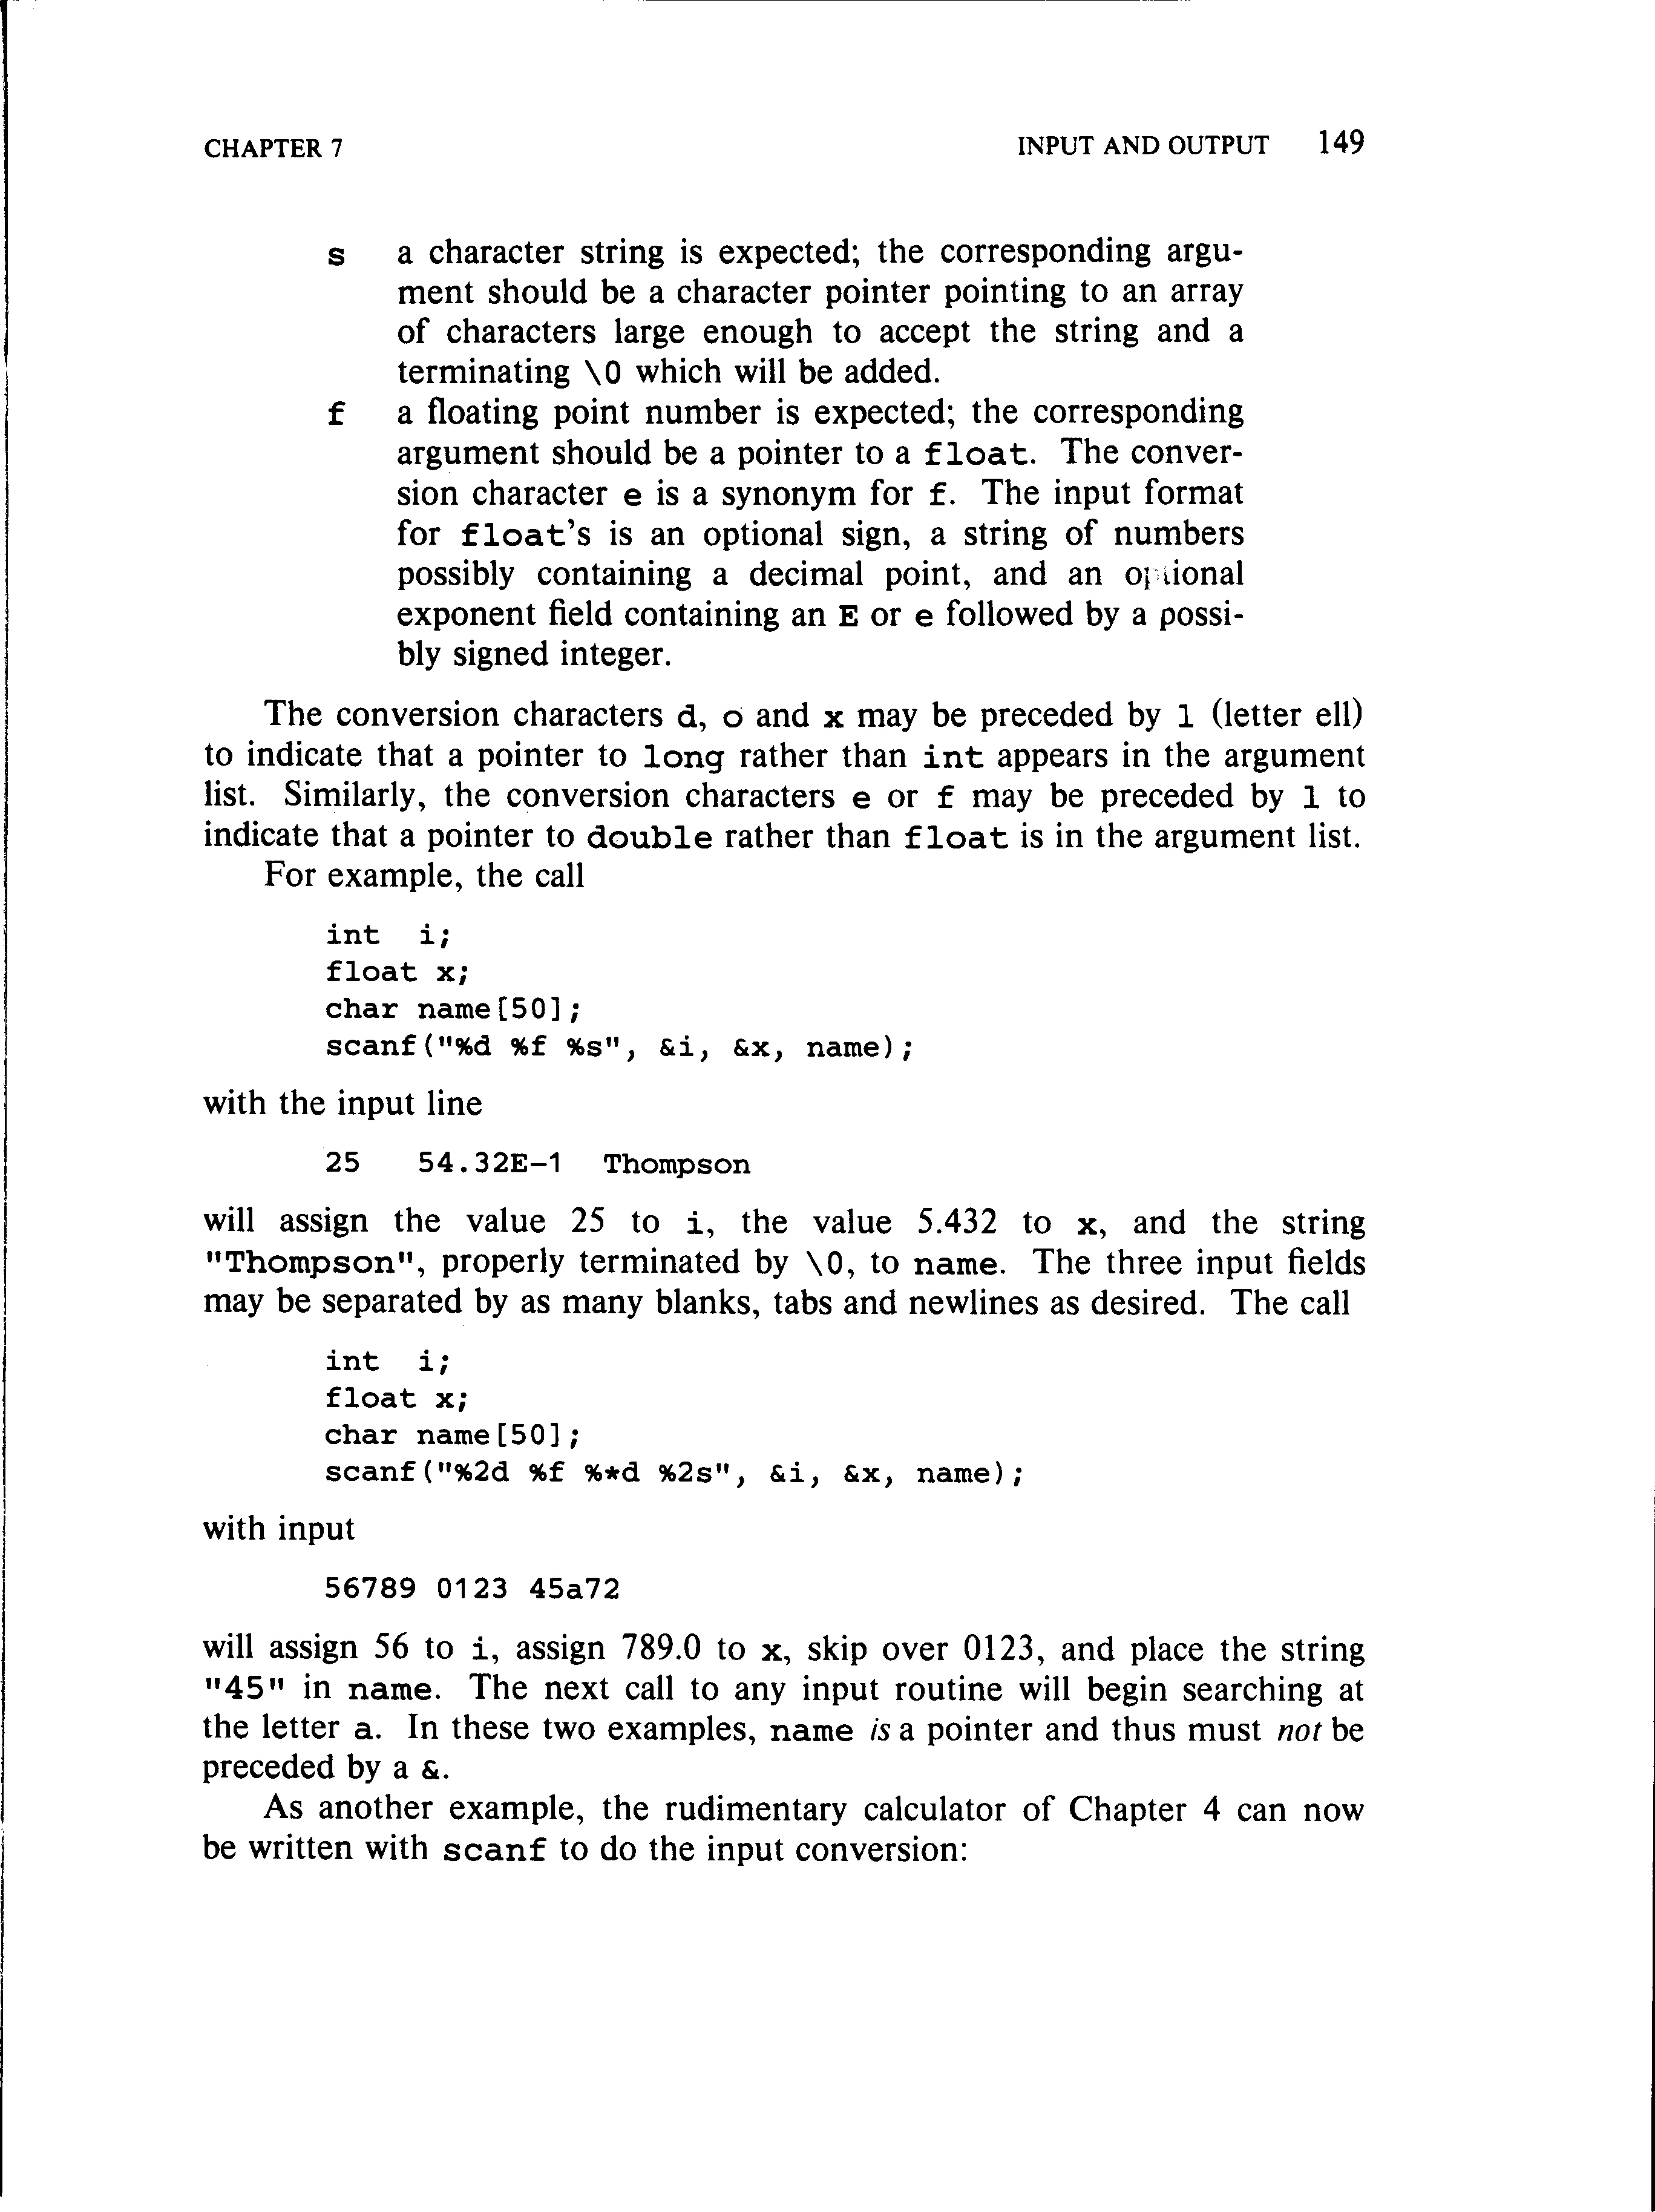 CHAPTER 7 INPUT AND OUTPUT 149
s a character string is expected; the corresponding argu-
ment should be a character pointer pointing to an array
of characters large enough to accept the string and a
terminating \0 which will be added.
f a floating point number is expected; the corresponding
argument should be a pointer to a float. The conver-
sion character e is a synonym for f. The input format
for float's is an optional sign, a string of numbers
possibly containing a decimal point, and an optional
exponent field containing an E or e followed by a possi-
bly signed integer.
The conversion characters d, o and x may be preceded by l (letter ell)
to indicate that a pointer to long rather than int appears in the argument
list. Similarly, the conversion characters e or f may be preceded by l to
indicate that a pointer to double rather than float is in the argument list.
For example, the call
int i;
float x;
char name[50];
scanf("%d %f %s", &i, &x, name);
with the input line
25 54.32E-1 Thompson
will assign the value 25 to i, the value 5.432 to x, and the string
"Thompson", properly terminated by \0, to name. The three input fields
may be separated by as many blanks, tabs and newlines as desired. The call
int i;
float x;
char name[50];
scanf("%2d %f %*d %2s", &i, &x, name);
with input
56789 0123 45a72
will assign 56 to i, assign 789.0 to x, skip over 0123, and place the string
"45" in name. The next call to any input routine will begin searching at
the letter a. In these two examples, name is a pointer and thus must not be
preceded by a &.
As another example, the rudimentary calculator of Chapter 4 can now
be written with scanf to do the input conversion: